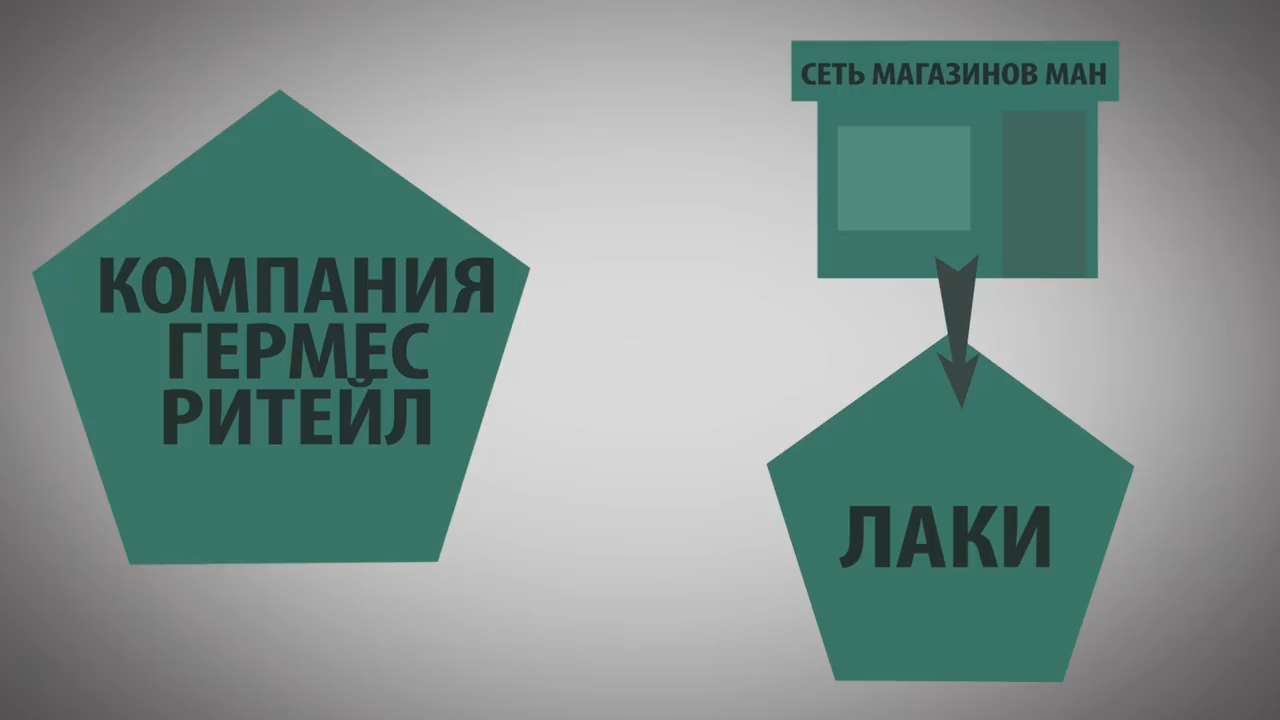 КОМПАНИЯ
ГЕРМЕС
РИТЕЙЛ
СЕТЬ МАГАЗИНОВ МАН
ЛАКИ